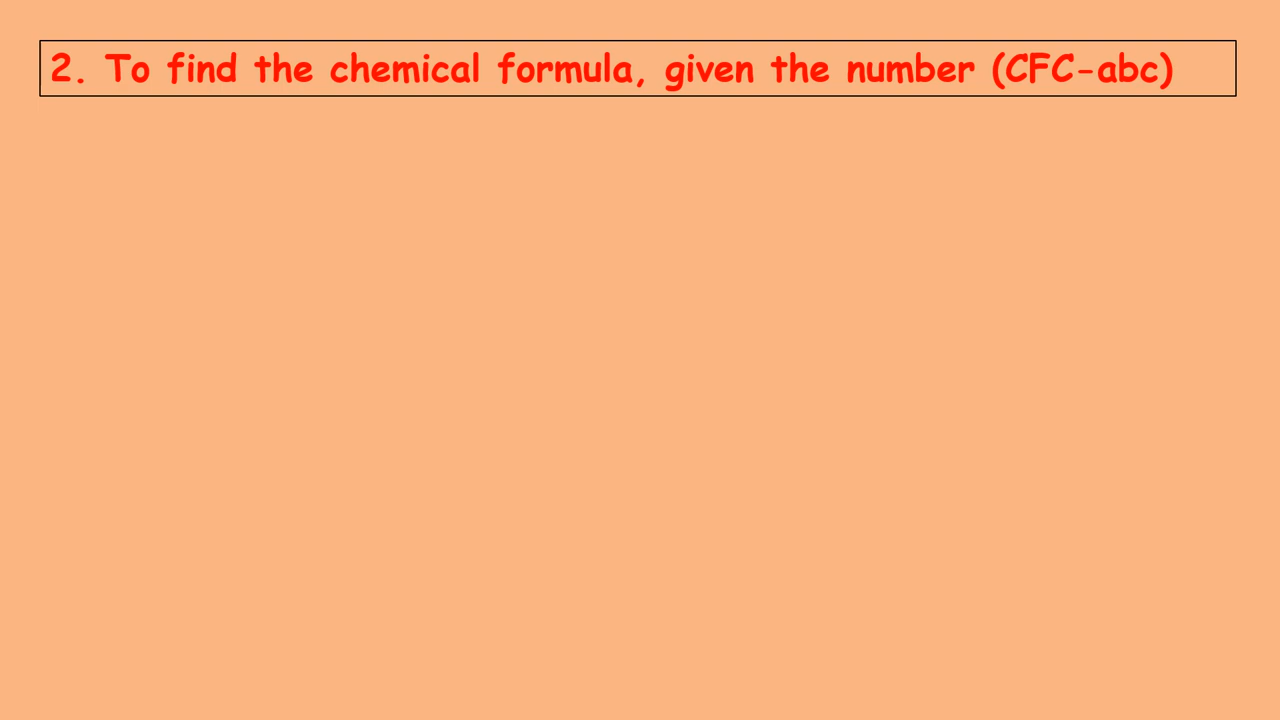 2. To find the chemical formula, given the number (CFC-abc)